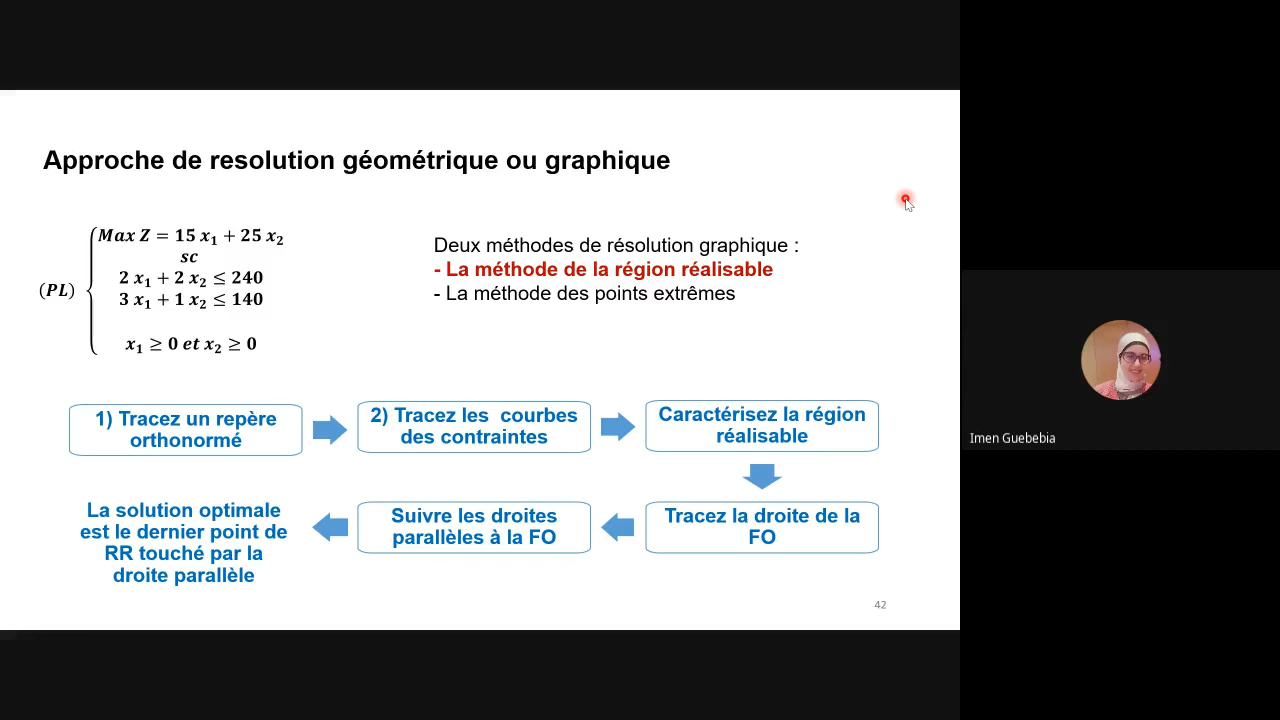 Approche de resolution géométrique ou graphique
(PL)
Max Z = 15 x₁ + 25 x₂
sc
2 x₁ + 2 x₂ ≤ 240
3 x₁ + 1 x₂ ≤ 140
x₁ ≥ 0 et x₂ ≥ 0
Deux méthodes de résolution graphique :
- La méthode de la région réalisable
- La méthode des points extrêmes
1) Tracez un repère
orthonormé
2) Tracez les courbes
des contraintes
Caractérisez la région
réalisable
Tracez la droite de la
FO
Suivre les droites
parallèles à la FO
La solution optimale
est le dernier point de
RR touché par la
droite parallèle
42
Imen Guebebia